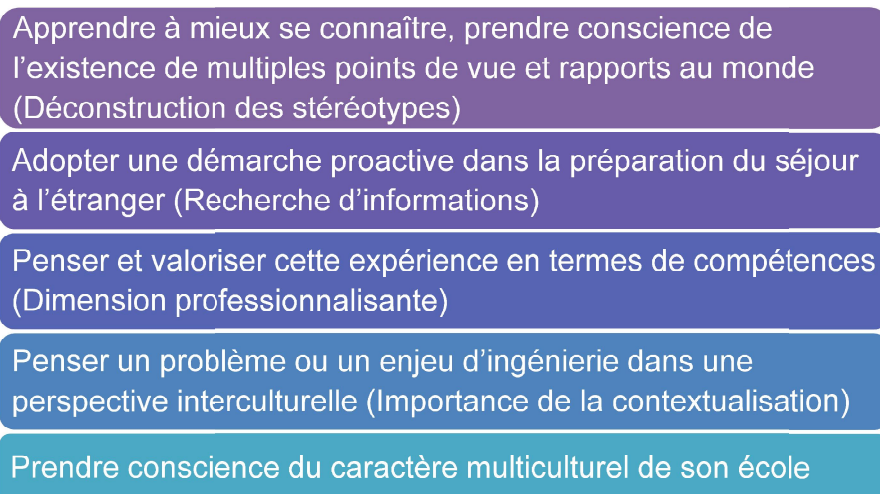 Apprendre à mieux se connaître, prendre conscience de
l’existence de multiples points de vue et rapports au monde
(Déconstruction des stéréotypes)
Adopter une démarche proactive dans la préparation du séjour
à l’étranger (Recherche d’informations)
Penser et valoriser cette expérience en termes de compétences
(Dimension professionnalisante)
Penser un problème ou un enjeu d’ingénierie dans une
perspective interculturelle (Importance de la contextualisation)
Prendre conscience du caractère multiculturel de son école